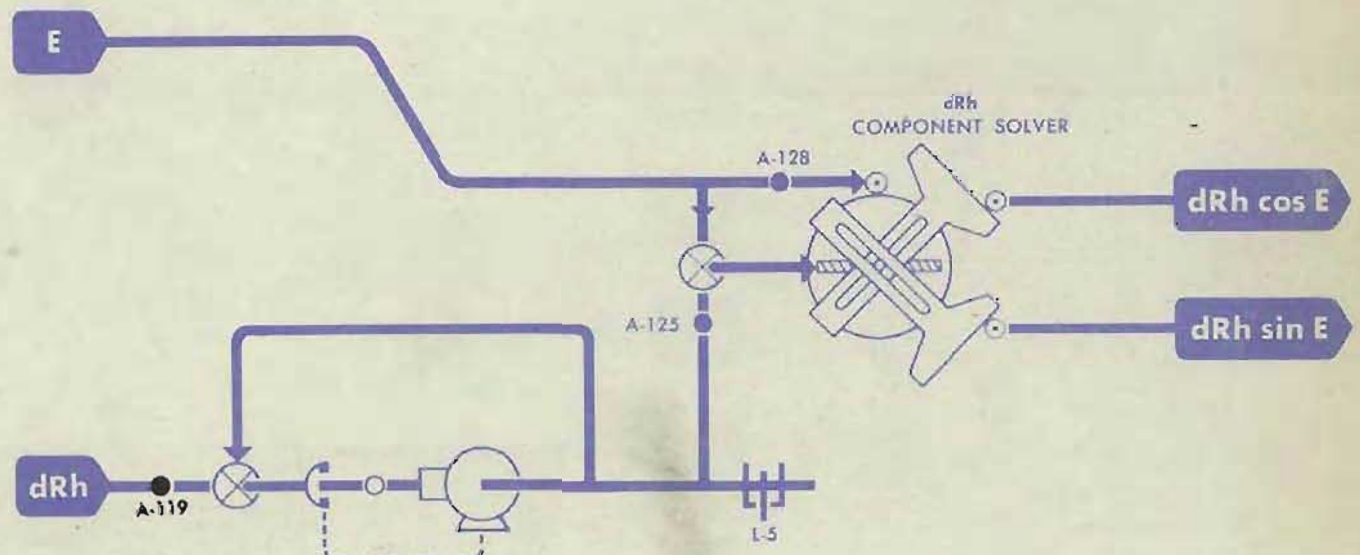 E
dRh
COMPONENT SOLVER
A-128
dRh cos E
A-125
dRh sin E
dRh
A-119
L-5